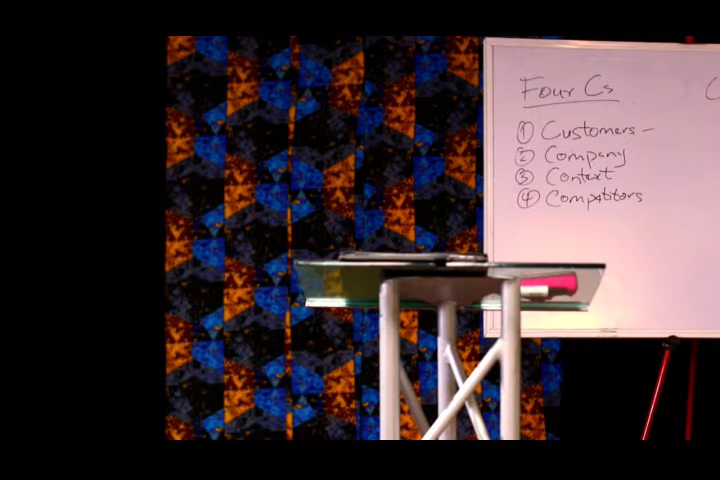 Four Cs
① Customers –
② Company
③ Context
④ Competitors
C